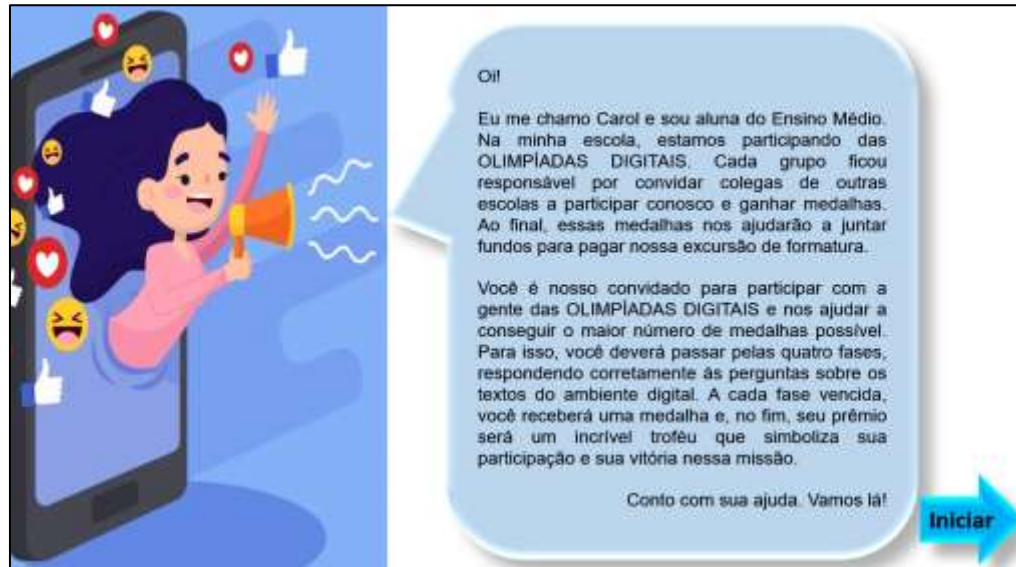 Oi!
Eu me chamo Carol e sou aluna do Ensino Médio.
Na minha escola, estamos participando das
OLIMPÍADAS DIGITAIS. Cada grupo ficou
responsável por convidar colegas de outras
escolas a participar conosco e ganhar medalhas.
Ao final, essas medalhas nos ajudarão a juntar
fundos para pagar nossa excursão de formatura.
Você é nosso convidado para participar com a
gente das OLIMPÍADAS DIGITAIS e nos ajudar a
conseguir o maior número de medalhas possível.
Para isso, você deverá passar pelas quatro fases,
respondendo corretamente às perguntas sobre os
textos do ambiente digital. A cada fase vencida,
você receberá uma medalha e, no fim, seu prêmio
será um incrível troféu que simboliza sua
participação e sua vitória nessa missão.
Conto com sua ajuda. Vamos lá!
Iniciar